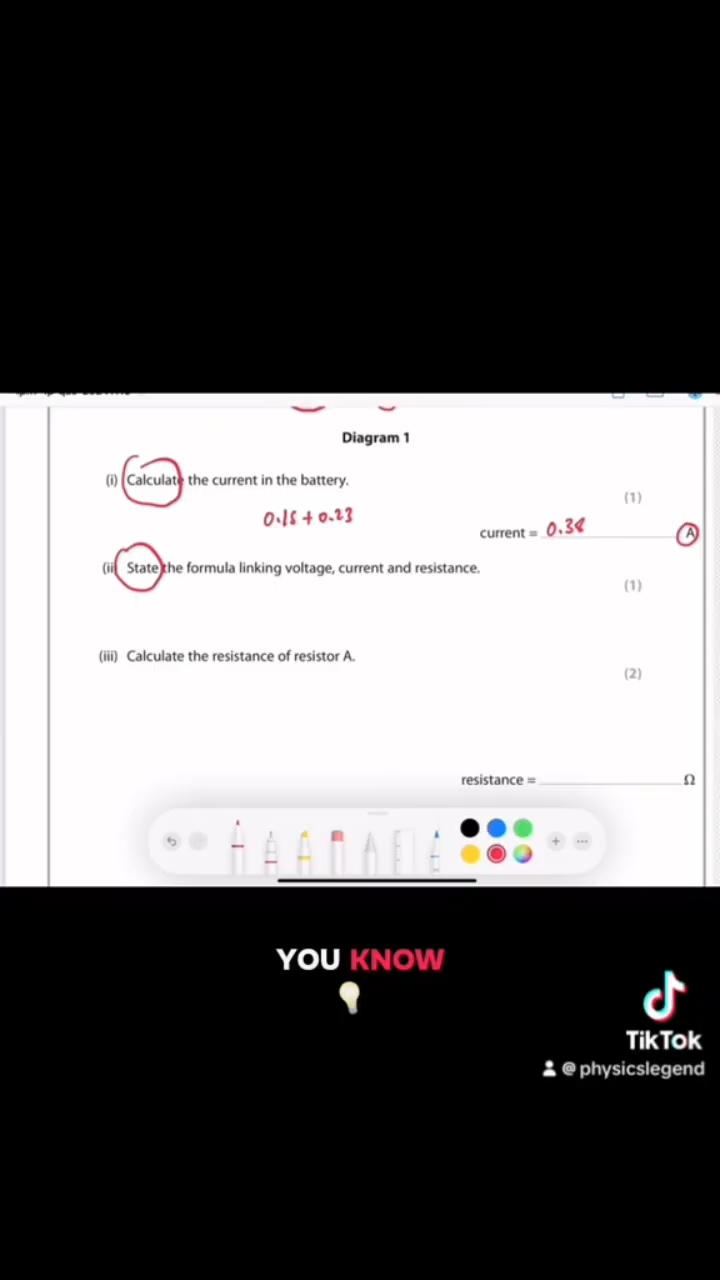 Diagram 1
(i) Calculate the current in the battery.
(1)
0.15 + 0.23
current = 0.38 A
(ii) State the formula linking voltage, current and resistance.
(1)
(iii) Calculate the resistance of resistor A.
(2)
resistance = Ω
YOU KNOW
TikTok
@physicslegend